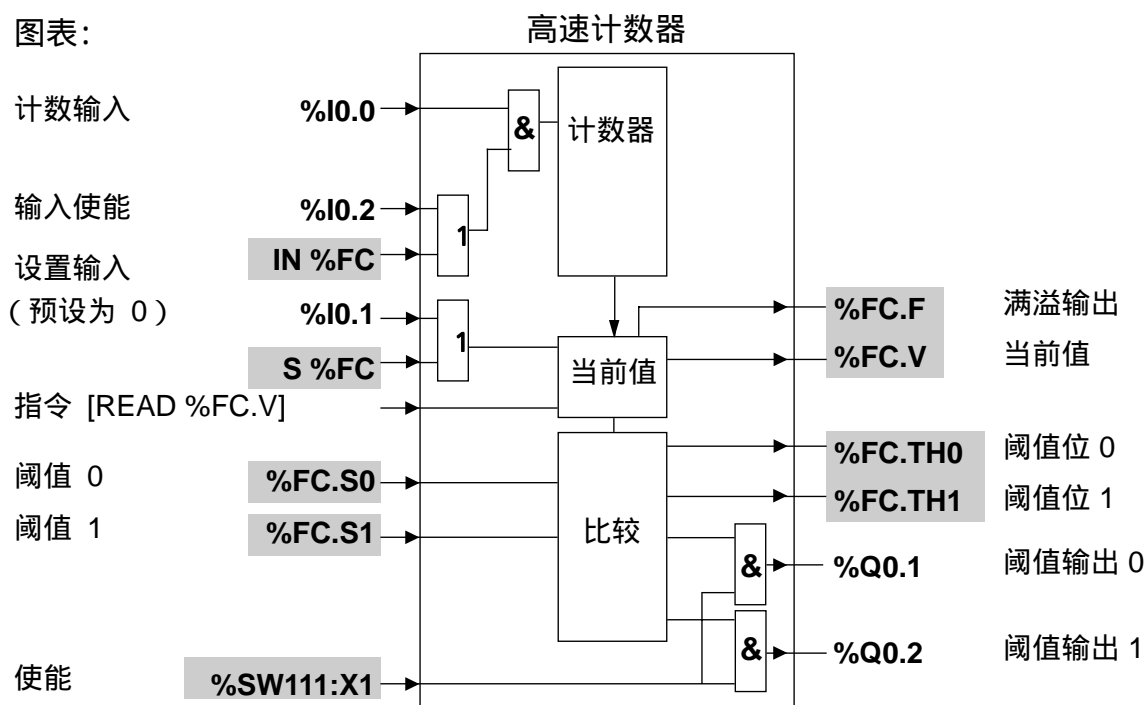 图表：
高速计数器
计数输入 %I0.0
& 计数器
输入使能 %I0.2
1
IN %FC
设置输入
（预设为 0） %I0.1
1
S %FC
当前值
%FC.F 满溢输出
%FC.V 当前值
指令 [READ %FC.V]
阈值 0 %FC.S0
阈值 1 %FC.S1
比较
%FC.TH0 阈值位 0
%FC.TH1 阈值位 1
& %Q0.1 阈值输出 0
& %Q0.2 阈值输出 1
使能 %SW111:X1